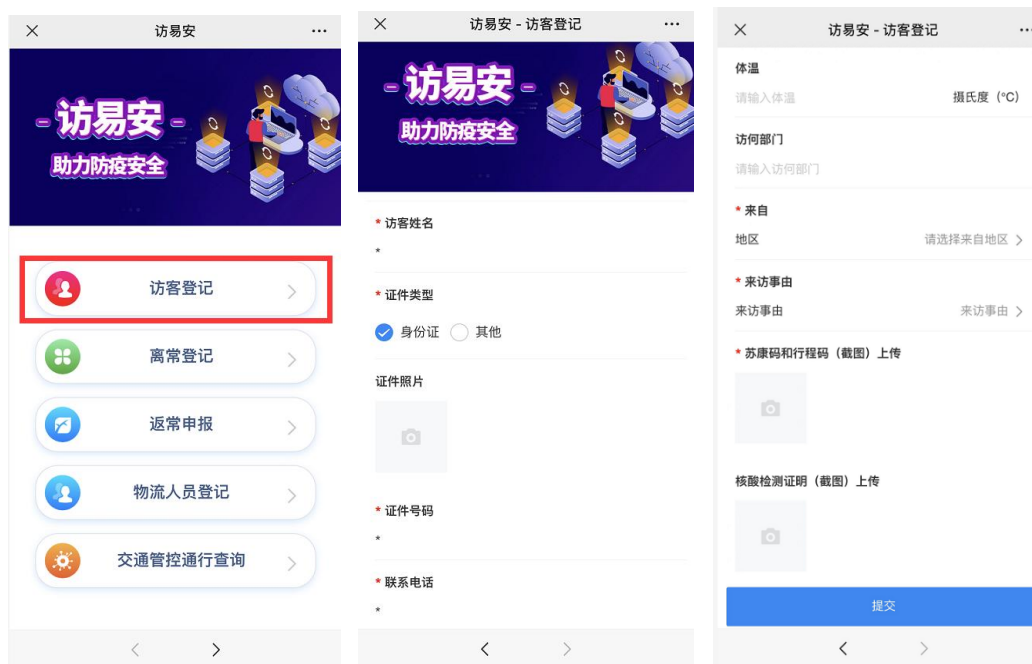 访易安
-访易安-
助力防疫安全
访客登记
离常登记
返常申报
物流人员登记
交通管控通行查询
访易安 - 访客登记
-访易安-
助力防疫安全
* 访客姓名
*
* 证件类型
身份证 其他
证件照片
* 证件号码
*
* 联系电话
*
访易安 - 访客登记
体温
请输入体温 摄氏度（°C）
访何部门
请输入访何部门
* 来自
地区 请选择来自地区
* 来访事由
来访事由 来访事由
* 苏康码和行程码（截图）上传
核酸检测证明（截图）上传
提交